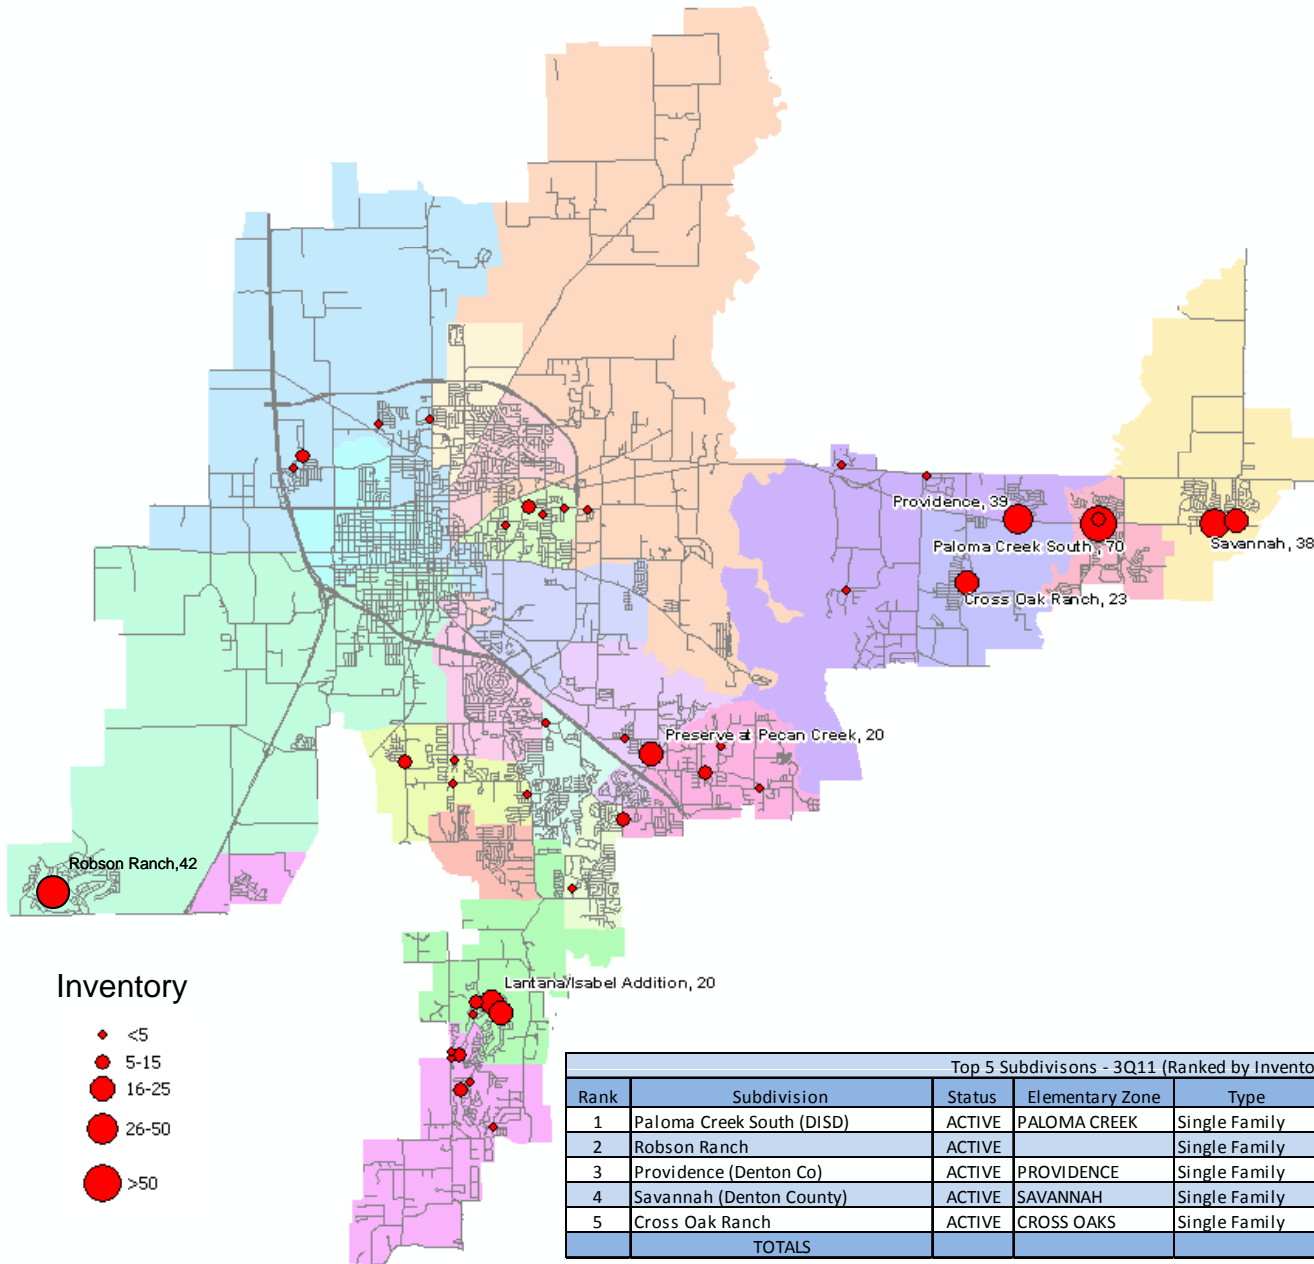 Providence, 39
Paloma Creek South , 70
Savannah, 38
Cross Oak Ranch, 23
Preserve at Pecan Creek, 20
Robson Ranch,42
Lantana/Isabel Addition, 20
Inventory
<5
5-15
16-25
26-50
>50
Top 5 Subdivisons - 3Q11 (Ranked by Invento
Rank Subdivision Status Elementary Zone Type
1 Paloma Creek South (DISD) ACTIVE PALOMA CREEK Single Family
2 Robson Ranch ACTIVE Single Family
3 Providence (Denton Co) ACTIVE PROVIDENCE Single Family
4 Savannah (Denton County) ACTIVE SAVANNAH Single Family
5 Cross Oak Ranch ACTIVE CROSS OAKS Single Family
TOTALS